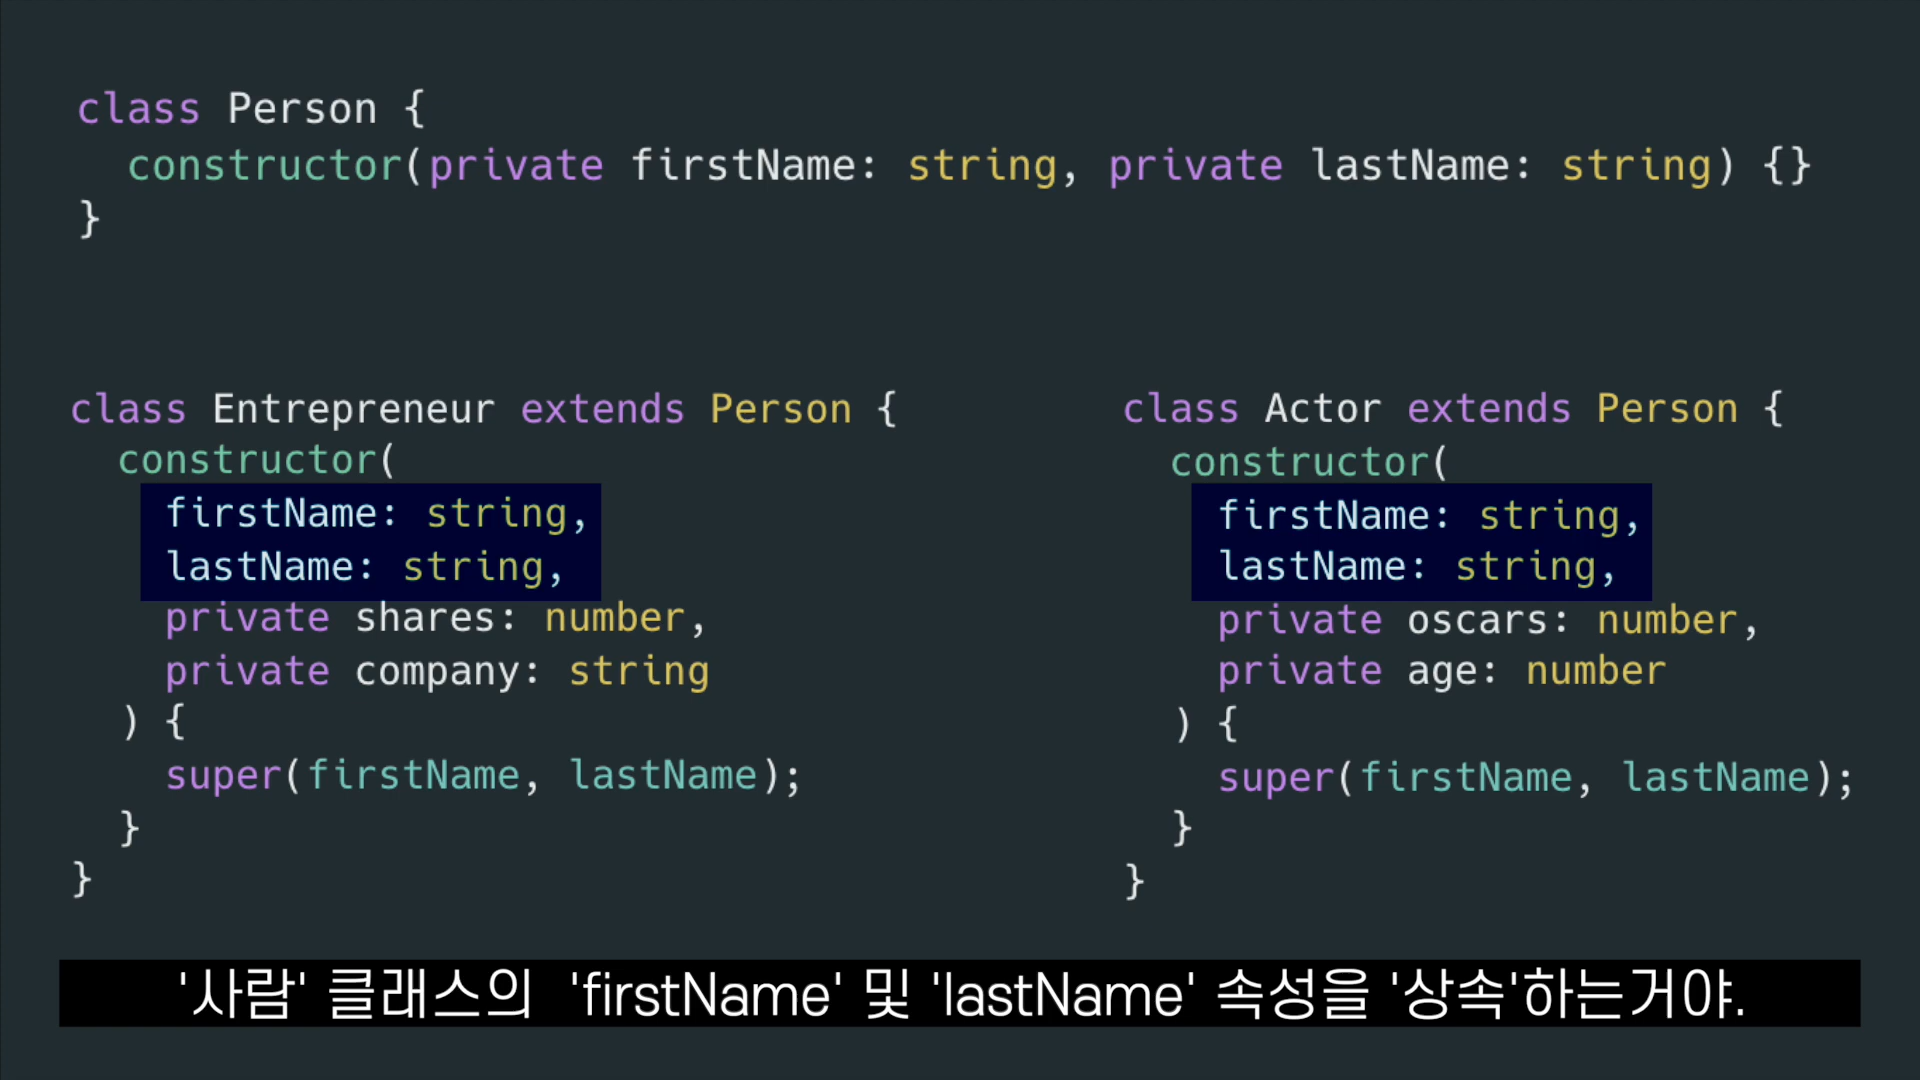 class Person {
constructor(private firstName: string, private lastName: string) {}
}
class Entrepreneur extends Person {
constructor(
firstName: string,
lastName: string,
private shares: number,
private company: string
) {
super(firstName, lastName);
}
}
class Actor extends Person {
constructor(
firstName: string,
lastName: string,
private oscars: number,
private age: number
) {
super(firstName, lastName);
}
}
'사람' 클래스의 'firstName' 및 'lastName' 속성을 '상속'하는거야.